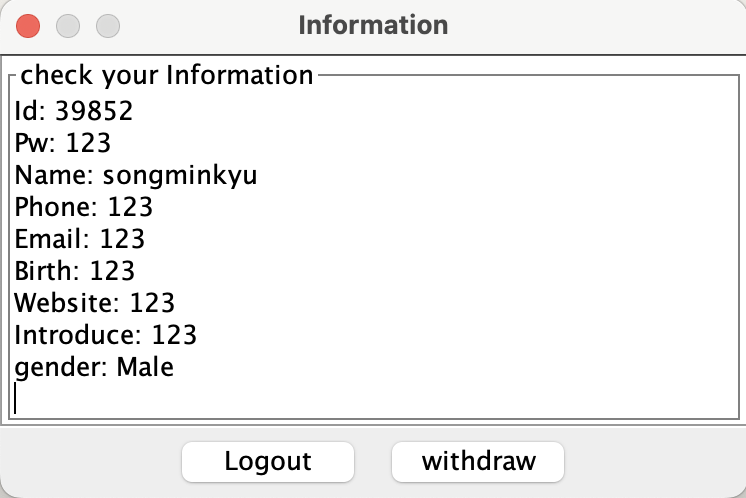 Information
check your Information
Id: 39852
Pw: 123
Name: songminkyu
Phone: 123
Email: 123
Birth: 123
Website: 123
Introduce: 123
gender: Male
Logout withdraw